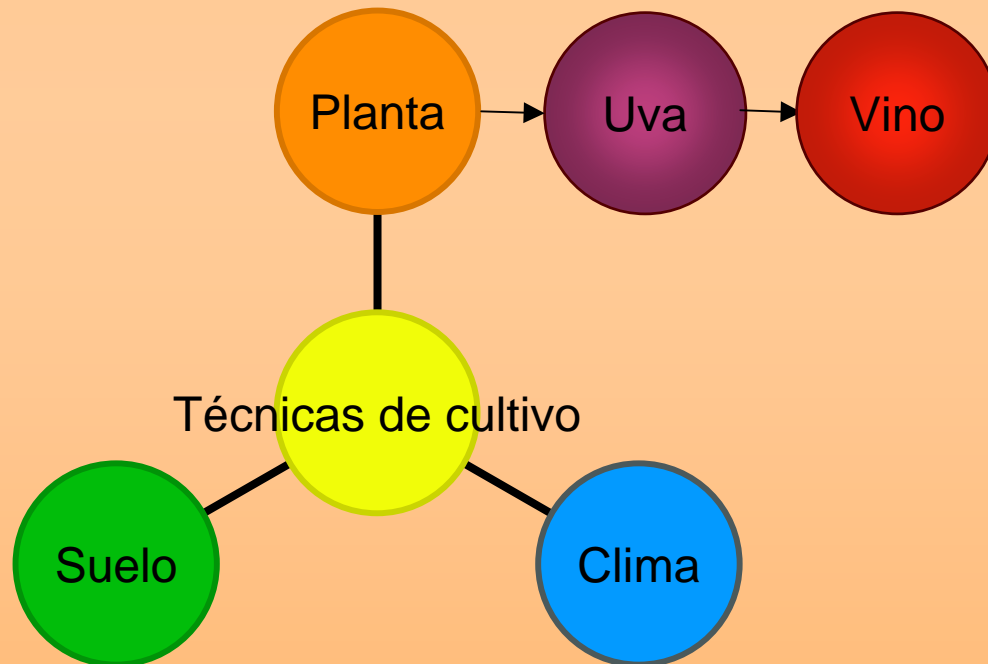 Planta
Uva
Vino
Técnicas de cultivo
Suelo
Clima